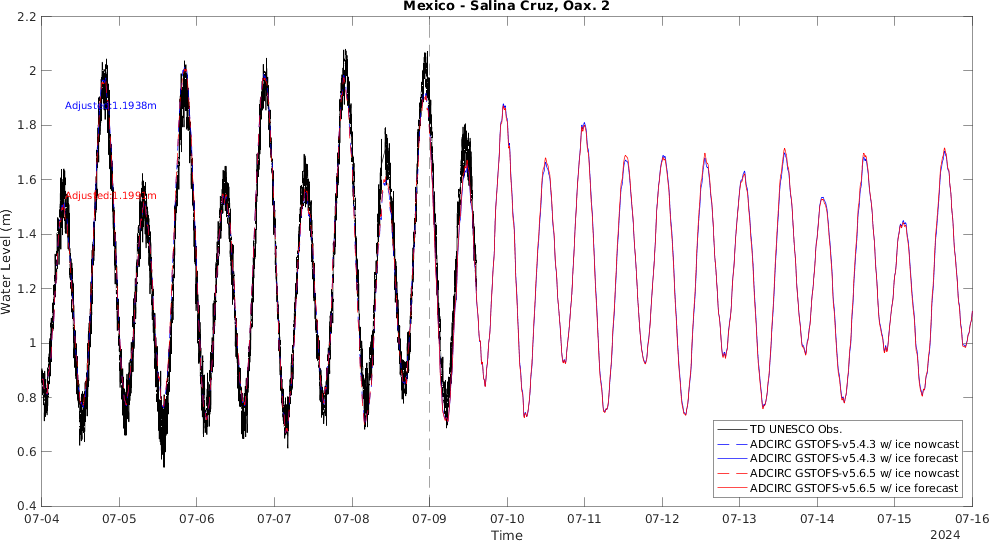 Mexico - Salina Cruz, Oax. 2
2.2
2
1.8
1.6
1.4
1.2
1
0.8
0.6
0.4
Water Level (m)
Adjusted:1.1938m
TD UNESCO Obs.
ADCIRC GSTOFS-v5.4.3 w/ ice nowcast
ADCIRC GSTOFS-v5.4.3 w/ ice forecast
ADCIRC GSTOFS-v5.6.5 w/ ice nowcast
ADCIRC GSTOFS-v5.6.5 w/ ice forecast
07-04 07-05 07-06 07-07 07-08 07-09 07-10 07-11 07-12 07-13 07-14 07-15 07-16
Time
2024